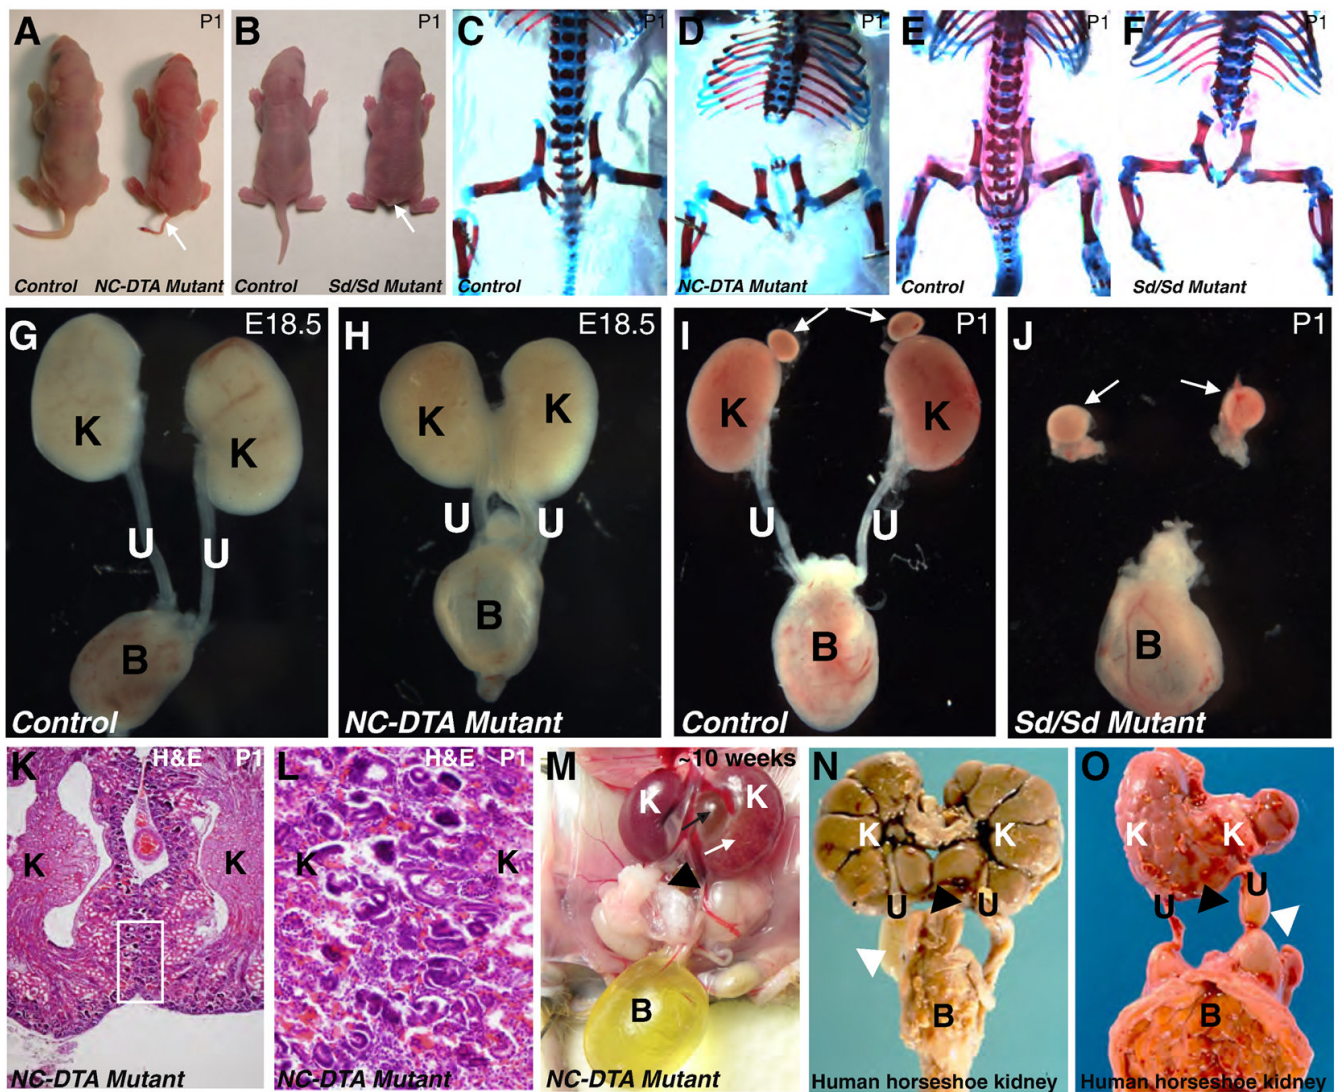 A P1
Control NC-DTA Mutant
B P1
Control Sd/Sd Mutant
C P1
Control
D P1
NC-DTA Mutant
E P1
Control
F P1
Sd/Sd Mutant
G E18.5
K K
U U
B
Control
H E18.5
K K
U U
B
NC-DTA Mutant
I P1
K K
U U
B
Control
J P1
B
Sd/Sd Mutant
K H&E P1
K K
NC-DTA Mutant
L H&E P1
K K
NC-DTA Mutant
M ~10 weeks
K K
B
NC-DTA Mutant
N
K K
U U
B
Human horseshoe kidney
O
K K
U U
B
Human horseshoe kidney